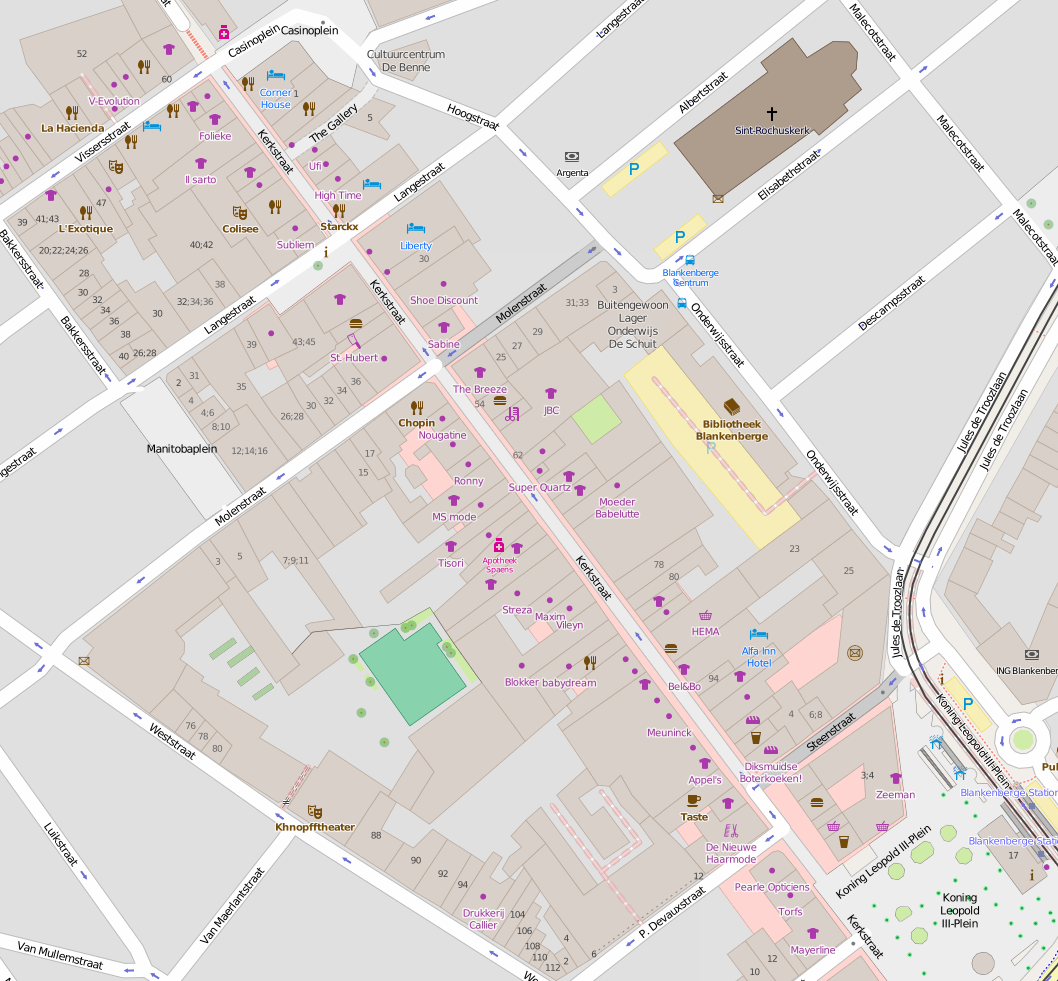 Casinoplein
Casinoplein
Malecotstraat
Langestraat
52
60
Cultuurcentrum
De Benne
Corner
House
1
V-Evolution
La Hacienda
Vissersstraat
Folieke
Kerkstraat
The Gallery
5
Hoogstraat
Albertstraat
Sint-Rochuskerk
Malecotstraat
Argenta
Il sarto
Ufi
High Time
Langestraat
Elisabethstraat
39
41;43
47
L'Exotique
Colisee
Starckx
Subliem
Liberty
30
Malecotstraat
Bakkersstraat
20;22;24;26
40;42
28
30
32
34
36
38
40
26;28
30
32;34;36
38
Langestraat
Kerkstraat
Shoe Discount
Sabine
Molenstraat
31;33
3
Blankenberge
Centrum
Buitengewoon
Lager
Onderwijs
De Schuit
Onderwijsstraat
Descampsstraat
Bakkersstraat
39
43;45
St. Hubert
29
27
25
The Breeze
54
JBC
2
31
4
4;6
8;10
12;14;16
35
26;28
30
32
34
36
Chopin
Nougatine
17
15
Manitobaplein
Ronny
62
Super Quartz
Moeder
Babelutte
Bibliotheek
Blankenberge
P
P
P
P
Jules de Troozlaan
Jules de Troozlaan
Onderwijsstraat
Molenstraat
MS mode
Tisori
Apotheek
Spaens
3
5
7;9;11
Kerkstraat
78
80
23
25
Jules de Troozlaan
Streza
Maxim
Vileyn
HEMA
Alfa Inn
Hotel
Blokker
babydream
Bel&Bo
94
4
6;8
Steenstraat
ING Blankenber
Koning Leopold III-Plein
Weststraat
76
78
80
Meuninck
Appel's
Diksmuidse
Boterkoeken!
3;4
Zeeman
Blankenberge Station
Blankenberge Stati
Pul
17
Khnopfftheater
88
Taste
De Nieuwe
Haarmode
Luikstraat
90
92
94
Van Maerlantstraat
Drukkerij
Callier
104
106
108
110
112
2
4
6
12
P. Devauxstraat
Pearle Opticiens
Torfs
Mayerline
12
10
Koning Leopold III-Plein
Koning
Leopold
III-Plein
Kerkstraat
Van Mullemstraat